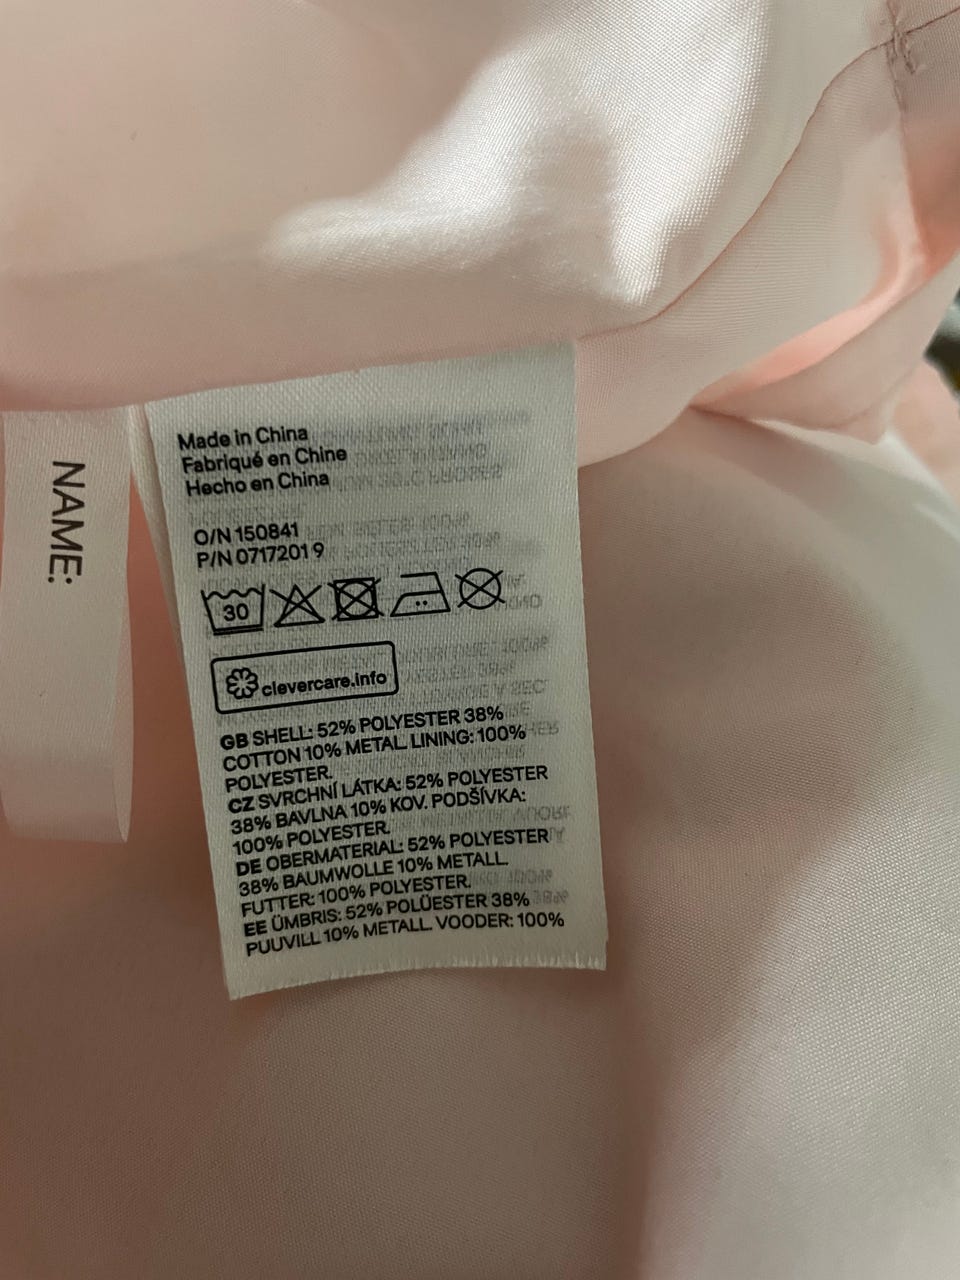 NAME:
Made in China
Fabriqué en Chine
Hecho en China
O/N 150841
P/N 0717201 9
30
clevercare.info
GB SHELL: 52% POLYESTER 38%
COTTON 10% METAL. LINING: 100%
POLYESTER.
CZ SVRCHNÍ LÁTKA: 52% POLYESTER
38% BAVLNA 10% KOV. PODŠÍVKA:
100% POLYESTER.
DE OBERMATERIAL: 52% POLYESTER
38% BAUMWOLLE 10% METALL.
FUTTER: 100% POLYESTER.
EE ÜMBRIS: 52% POLÜESTER 38%
PUUVILL 10% METALL. VOODER: 100%